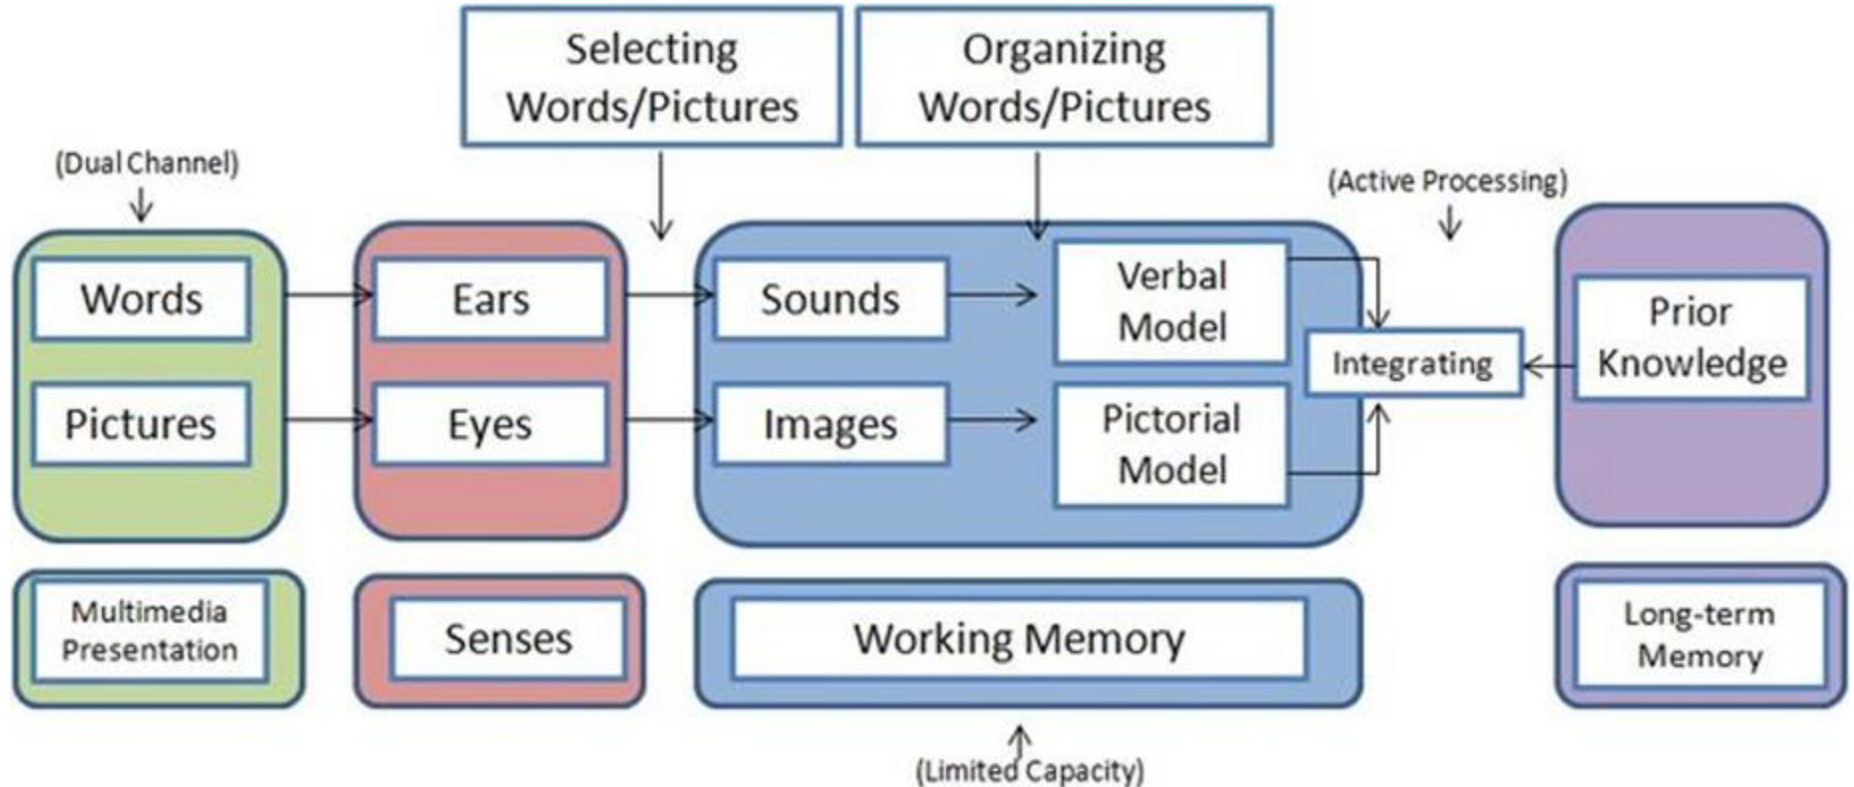 Selecting
Words/Pictures
Organizing
Words/Pictures
(Dual Channel)
(Active Processing)
Words
Ears
Sounds
Verbal
Model
Prior
Knowledge
Integrating
Pictures
Eyes
Images
Pictorial
Model
Multimedia
Presentation
Senses
Working Memory
Long-term
Memory
(Limited Capacity)